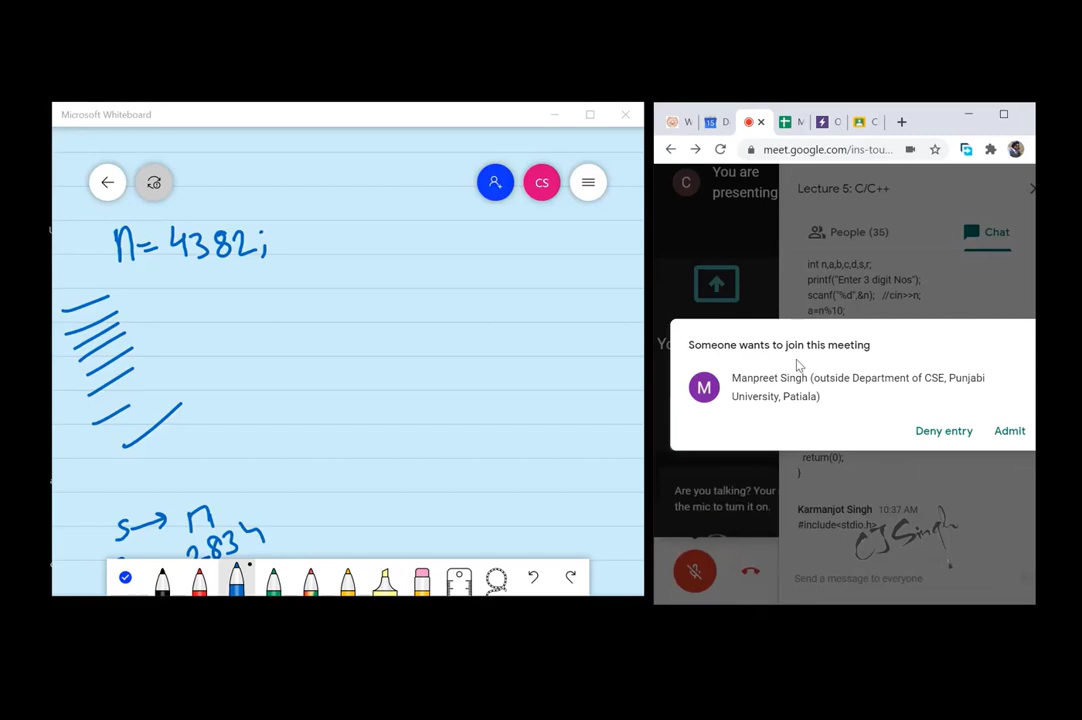 Microsoft Whiteboard
CS
n = 4382;
s → n
2834
W
15
D
M
O
C
meet.google.com/ins-tou...
C
You are
presenting
Lecture 5: C/C++
People (35)
Chat
int n,a,b,c,d,s,r;
printf("Enter 3 digit Nos");
scanf("%d",&n); //cin>>n;
a=n%10;
Someone wants to join this meeting
M
Manpreet Singh (outside Department of CSE, Punjabi
University, Patiala)
Deny entry
Admit
return(0);
}
Are you talking? Your
the mic to turn it on.
Karmanjot Singh 10:37 AM
#include<stdio.h>
CJSingh
Send a message to everyone